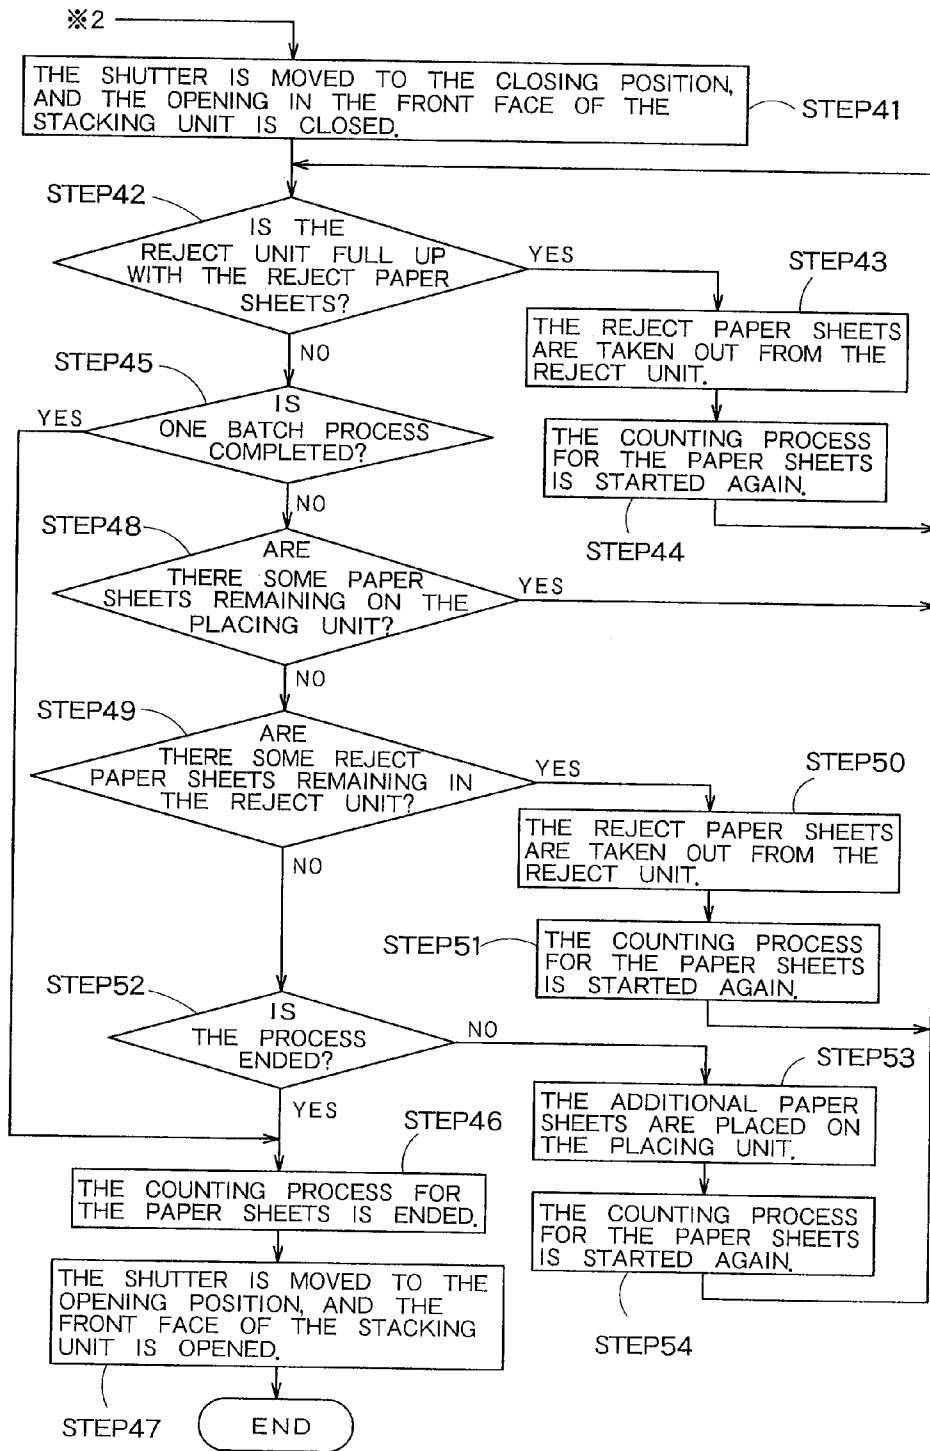 ※2
THE SHUTTER IS MOVED TO THE CLOSING POSITION,
AND THE OPENING IN THE FRONT FACE OF THE
STACKING UNIT IS CLOSED.
STEP41
STEP42
IS THE
REJECT UNIT FULL UP
WITH THE REJECT PAPER
SHEETS?
YES
NO
STEP43
THE REJECT PAPER SHEETS
ARE TAKEN OUT FROM THE
REJECT UNIT.
THE COUNTING PROCESS
FOR THE PAPER SHEETS
IS STARTED AGAIN.
STEP44
STEP45
YES
IS
ONE BATCH PROCESS
COMPLETED?
NO
STEP48
ARE
THERE SOME PAPER
SHEETS REMAINING ON THE
PLACING UNIT?
YES
NO
STEP49
ARE
THERE SOME REJECT
PAPER SHEETS REMAINING IN
THE REJECT UNIT?
YES
NO
STEP50
THE REJECT PAPER SHEETS
ARE TAKEN OUT FROM THE
REJECT UNIT.
STEP51
THE COUNTING PROCESS
FOR THE PAPER SHEETS
IS STARTED AGAIN.
STEP52
IS
THE PROCESS
ENDED?
NO
YES
STEP53
THE ADDITIONAL PAPER
SHEETS ARE PLACED ON
THE PLACING UNIT.
THE COUNTING PROCESS
FOR THE PAPER SHEETS
IS STARTED AGAIN.
STEP54
STEP46
THE COUNTING PROCESS FOR
THE PAPER SHEETS IS ENDED.
THE SHUTTER IS MOVED TO THE
OPENING POSITION, AND THE
FRONT FACE OF THE STACKING
UNIT IS OPENED.
STEP47
END